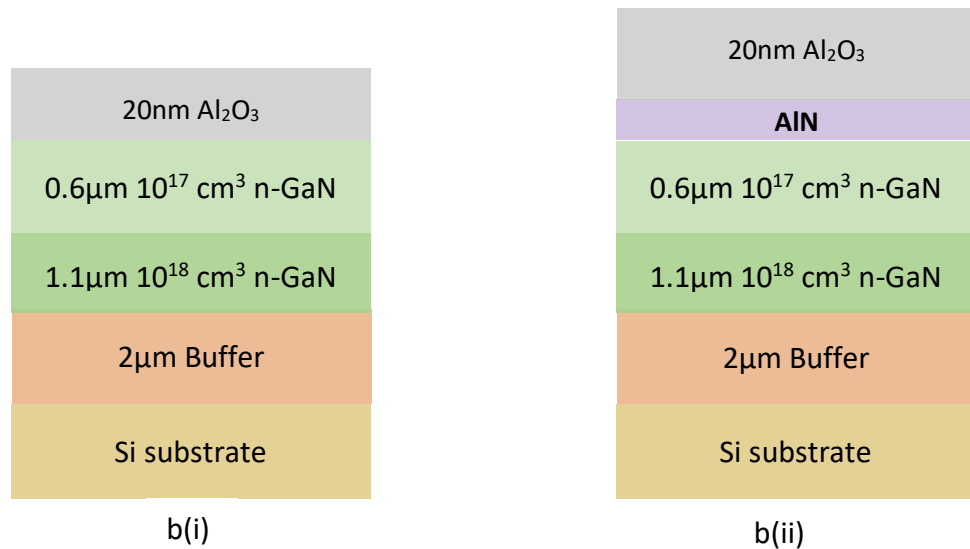 20nm Al₂O₃
0.6μm 10¹⁷ cm³ n-GaN
1.1μm 10¹⁸ cm³ n-GaN
2μm Buffer
Si substrate
b(i)
20nm Al₂O₃
AlN
0.6μm 10¹⁷ cm³ n-GaN
1.1μm 10¹⁸ cm³ n-GaN
2μm Buffer
Si substrate
b(ii)